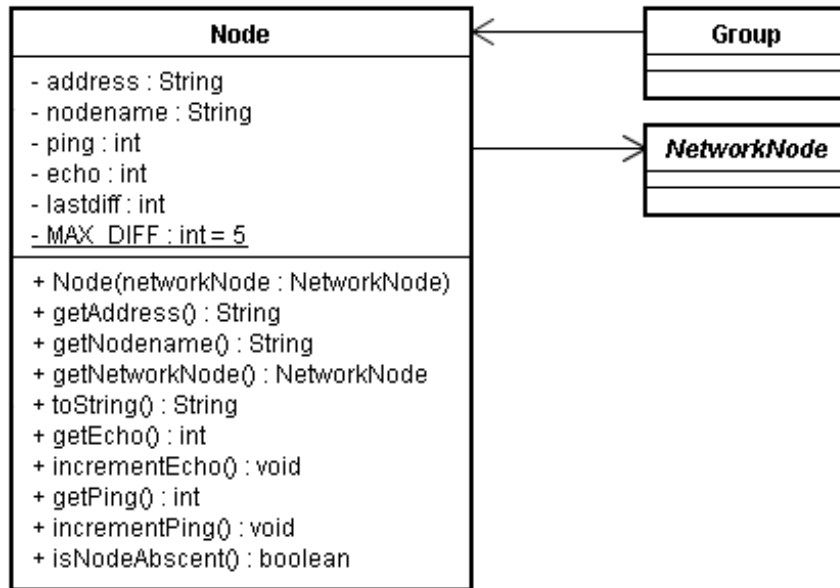 Node
- address : String
- nodename : String
- ping : int
- echo : int
- lastdiff : int
- MAX_DIFF : int = 5
+ Node(networkNode : NetworkNode)
+ getAddress() : String
+ getNodename() : String
+ getNetworkNode() : NetworkNode
+ toString() : String
+ getEcho() : int
+ incrementEcho() : void
+ getPing() : int
+ incrementPing() : void
+ isNodeAbscent() : boolean
Group
NetworkNode